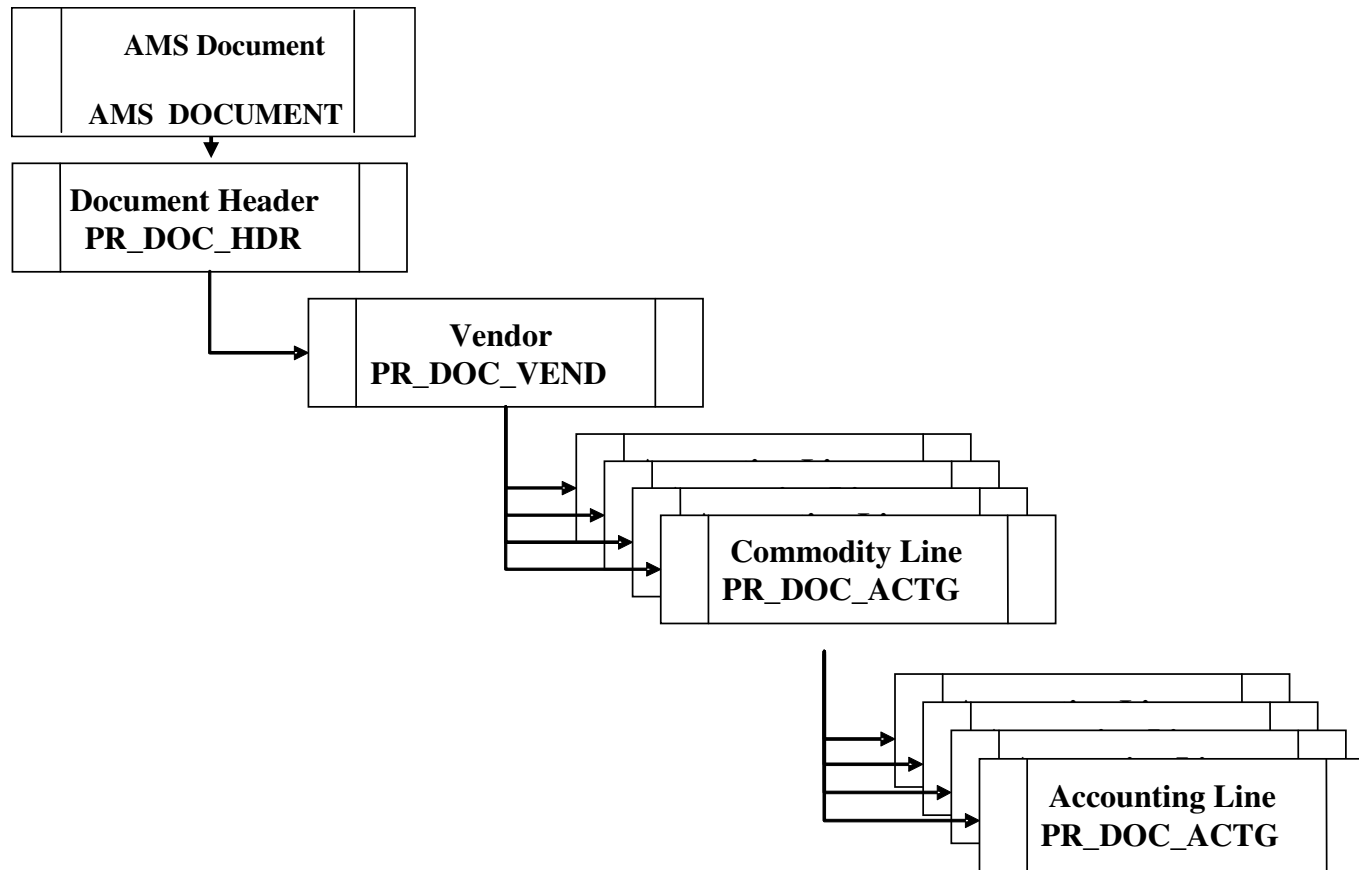 AMS Document
AMS DOCUMENT
Document Header
PR_DOC_HDR
Vendor
PR_DOC_VEND
Commodity Line
PR_DOC_ACTG
Accounting Line
PR_DOC_ACTG